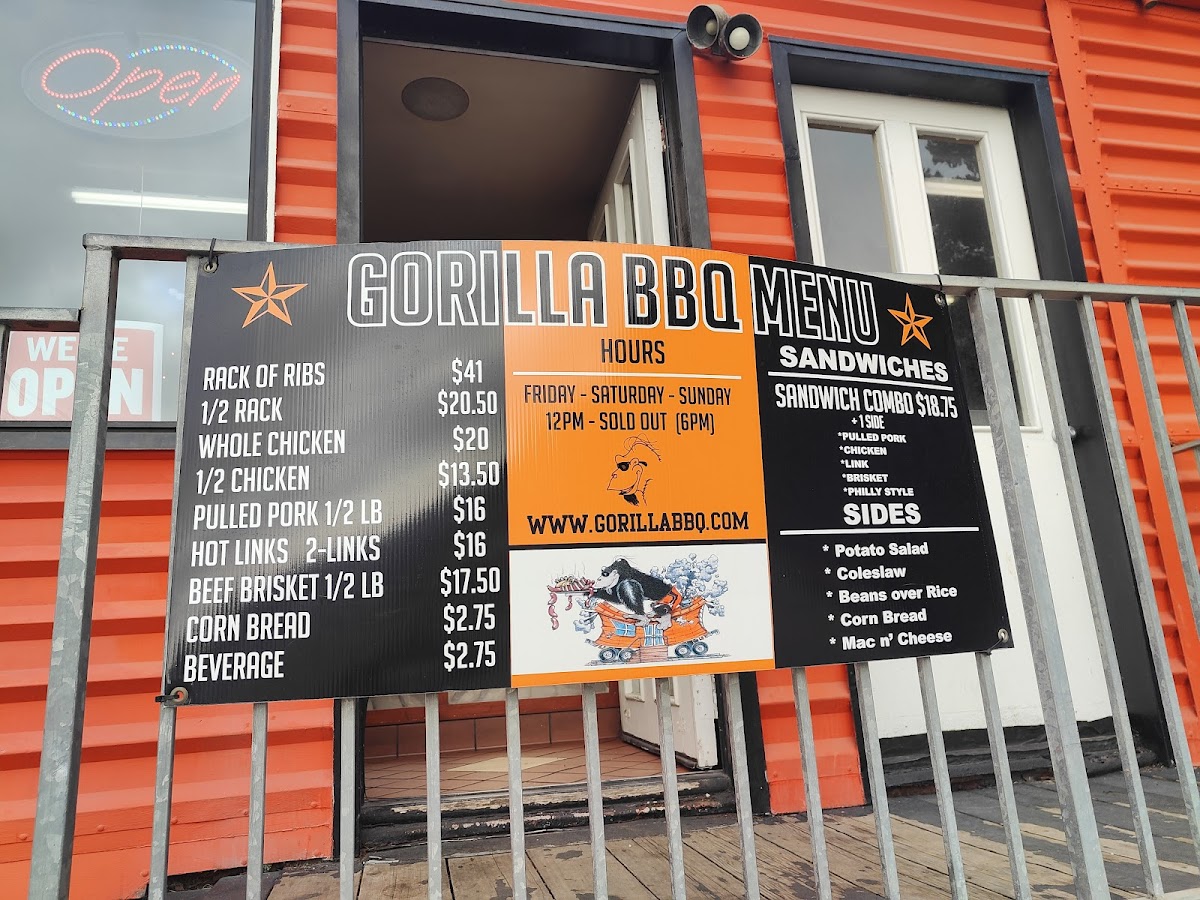 Open
WE'RE
OPEN
GORILLA BBQ MENU
RACK OF RIBS $41
1/2 RACK $20.50
WHOLE CHICKEN $20
1/2 CHICKEN $13.50
PULLED PORK 1/2 LB $16
HOT LINKS 2-LINKS $16
BEEF BRISKET 1/2 LB $17.50
CORN BREAD $2.75
BEVERAGE $2.75
HOURS
FRIDAY - SATURDAY - SUNDAY
12PM - SOLD OUT (6PM)
WWW.GORILLABBQ.COM
SANDWICHES
SANDWICH COMBO $18.75
+ 1 SIDE
*PULLED PORK
*CHICKEN
*LINK
*BRISKET
*PHILLY STYLE
SIDES
* Potato Salad
* Coleslaw
* Beans over Rice
* Corn Bread
* Mac n' Cheese